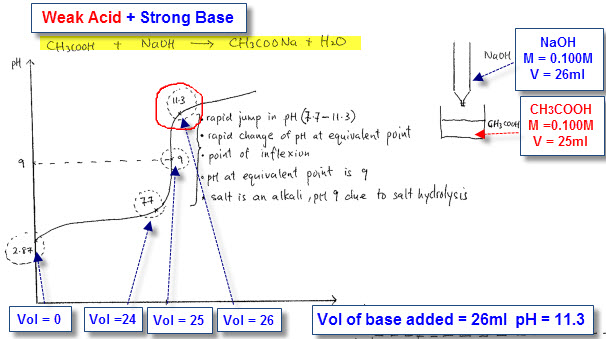 Weak Acid + Strong Base
CH3COOH + NaOH → CH3COONa + H2O
pH
NaOH
NaOH
M = 0.100M
V = 26ml
CH3COOH
CH3COOH
M =0.100M
V = 25ml
11.3
• rapid jump in pH (7.7 – 11.3)
• rapid change of pH at equivalent point
• point of inflexion
• pH at equivalent point is 9
• salt is an alkali, pH 9 due to salt hydrolysis
9
9
7.7
2.87
Vol = 0
Vol =24
Vol = 25
Vol = 26
Vol of base added = 26ml pH = 11.3